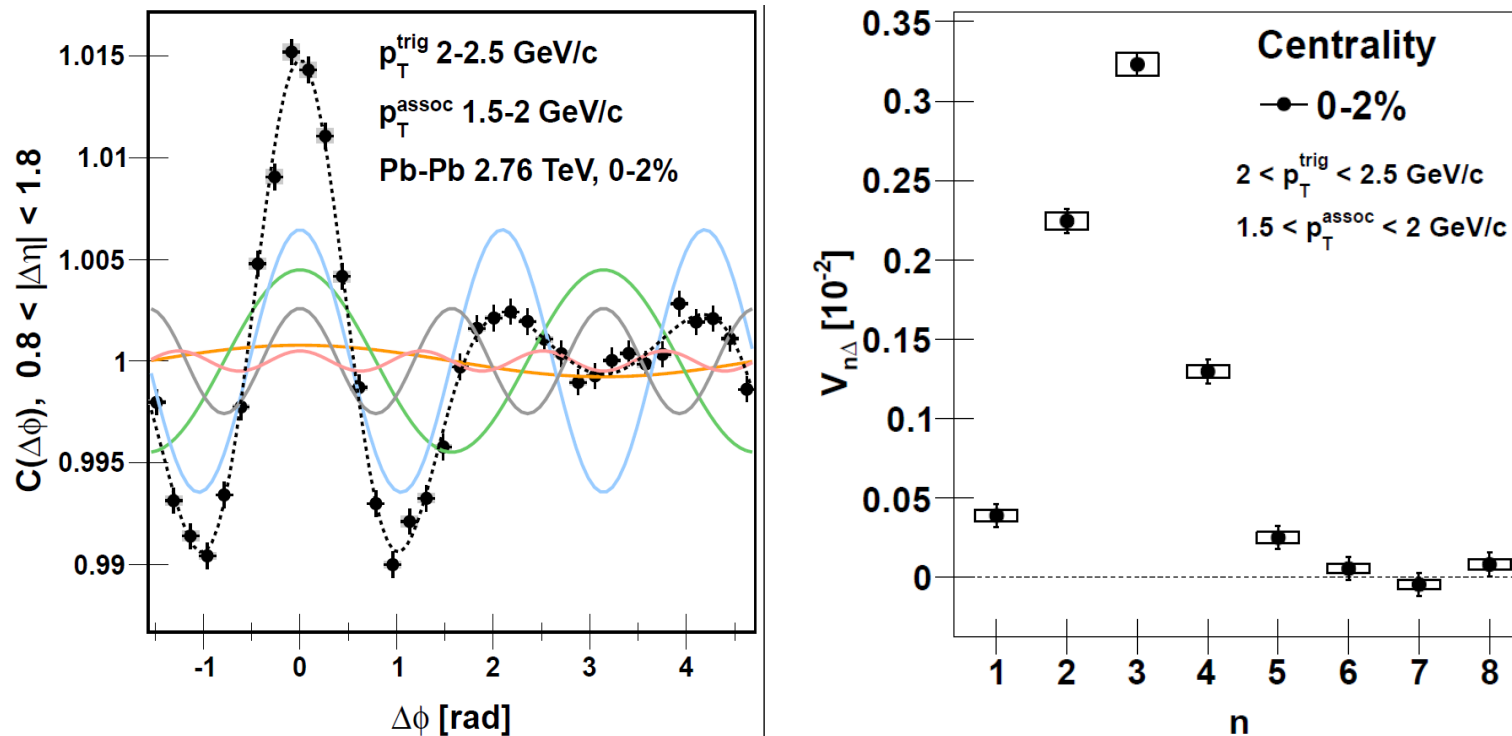 C(Δϕ), 0.8 < |Δη| < 1.8
1.015
1.01
1.005
1
0.995
0.99
p_T^trig 2-2.5 GeV/c
p_T^assoc 1.5-2 GeV/c
Pb-Pb 2.76 TeV, 0-2%
-1 0 1 2 3 4
Δϕ [rad]
V_nΔ [10^-2]
0.35
0.3
0.25
0.2
0.15
0.1
0.05
0
Centrality
0-2%
2 < p_T^trig < 2.5 GeV/c
1.5 < p_T^assoc < 2 GeV/c
1 2 3 4 5 6 7 8
n